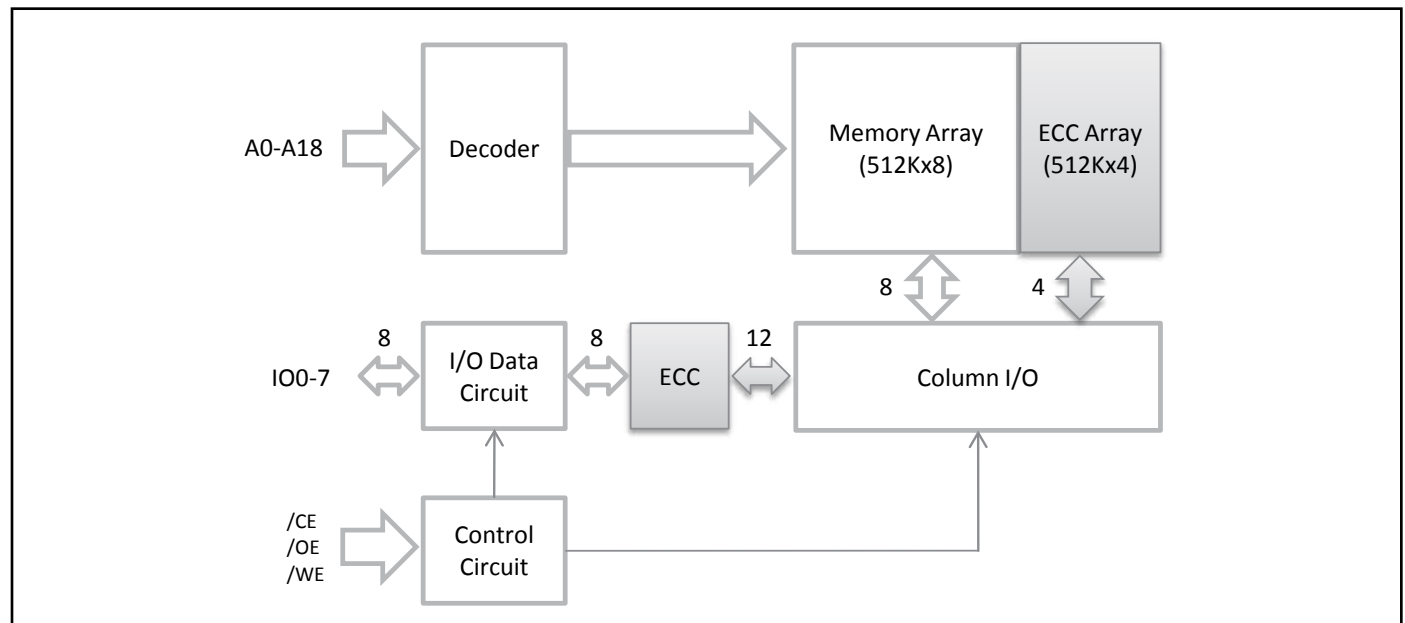 A0-A18
Decoder
Memory Array
(512Kx8)
ECC Array
(512Kx4)
8
4
IO0-7
8
I/O Data
Circuit
8
ECC
12
Column I/O
/CE
/OE
/WE
Control
Circuit